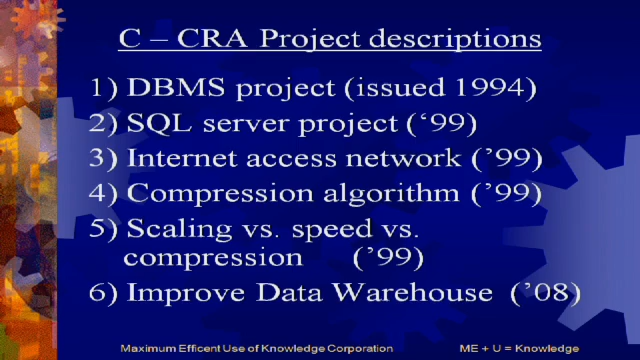 C – CRA Project descriptions
1) DBMS project (issued 1994)
2) SQL server project (‘99)
3) Internet access network (’99)
4) Compression algorithm (’99)
5) Scaling vs. speed vs.
compression (’99)
6) Improve Data Warehouse (’08)
Maximum Efficent Use of Knowledge Corporation ME + U = Knowledge